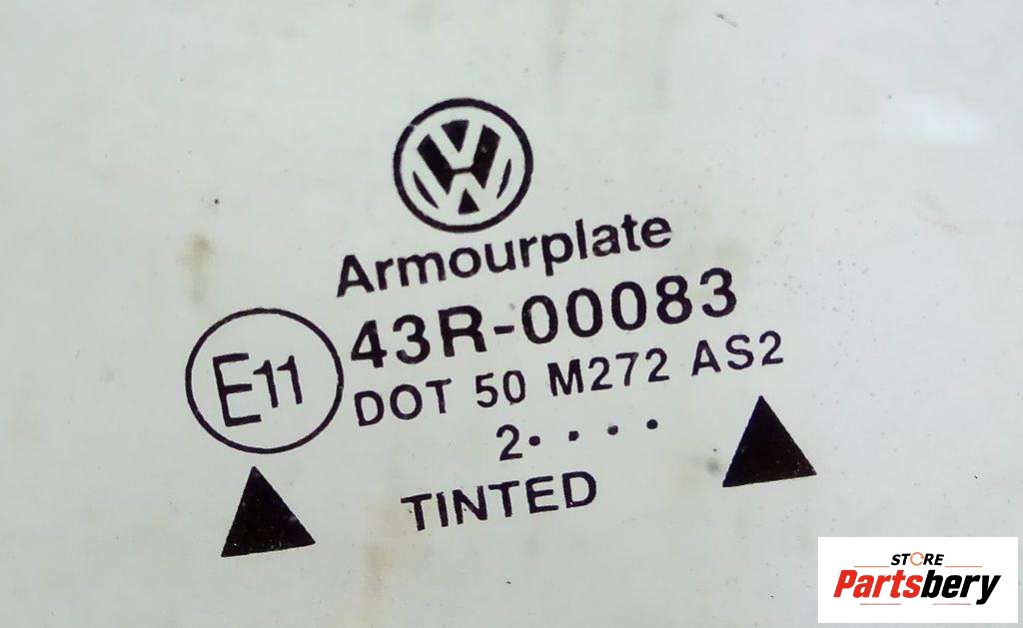 Armourplate
E11
43R-00083
DOT 50 M272 AS2
2• • • •
TINTED
STORE
Partsbery